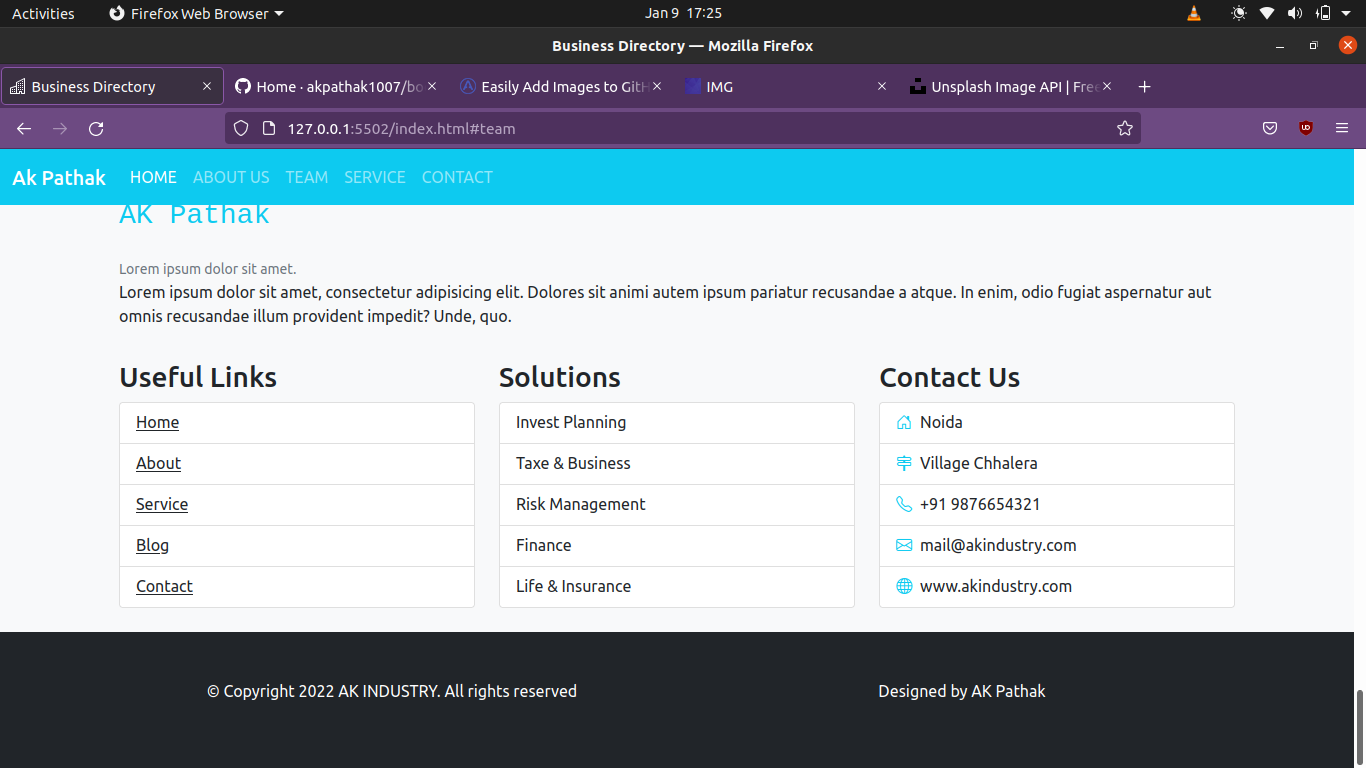 Activities Firefox Web Browser Jan 9 17:25
Business Directory — Mozilla Firefox
Business Directory Home · akpathak1007/bo Easily Add Images to GitH IMG Unsplash Image API | Free
127.0.0.1:5502/index.html#team
Ak Pathak HOME ABOUT US TEAM SERVICE CONTACT
AK Pathak
Lorem ipsum dolor sit amet.
Lorem ipsum dolor sit amet, consectetur adipisicing elit. Dolores sit animi autem ipsum pariatur recusandae a atque. In enim, odio fugiat aspernatur aut
omnis recusandae illum provident impedit? Unde, quo.
Useful Links
Home
About
Service
Blog
Contact
Solutions
Invest Planning
Taxe & Business
Risk Management
Finance
Life & Insurance
Contact Us
Noida
Village Chhalera
+91 9876654321
mail@akindustry.com
www.akindustry.com
© Copyright 2022 AK INDUSTRY. All rights reserved
Designed by AK Pathak